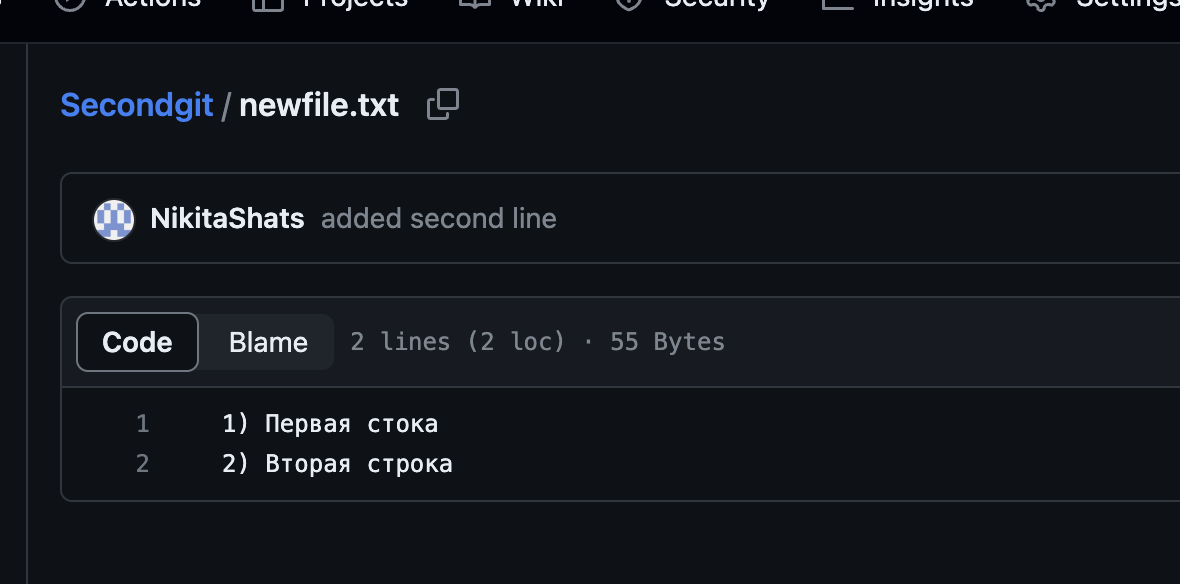 Actions Projects Wiki Security Insights Settings
Secondgit / newfile.txt
NikitaShats added second line
Code Blame 2 lines (2 loc) · 55 Bytes
1 1) Первая стока
2 2) Вторая строка